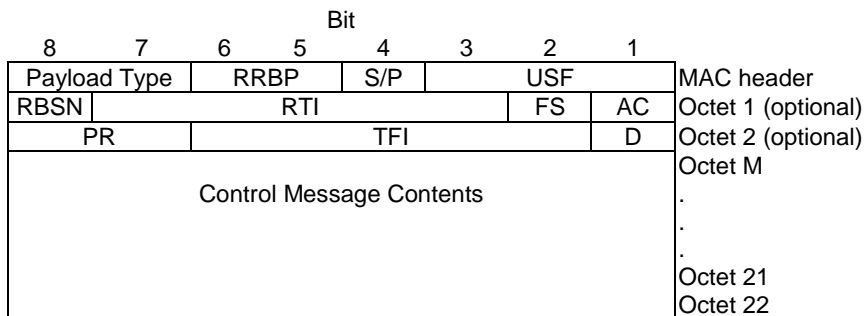 Bit
8 7 6 5 4 3 2 1
Payload Type RRBP S/P USF MAC header
RBSN RTI FS AC Octet 1 (optional)
PR TFI D Octet 2 (optional)
Octet M
Control Message Contents .
.
.
Octet 21
Octet 22